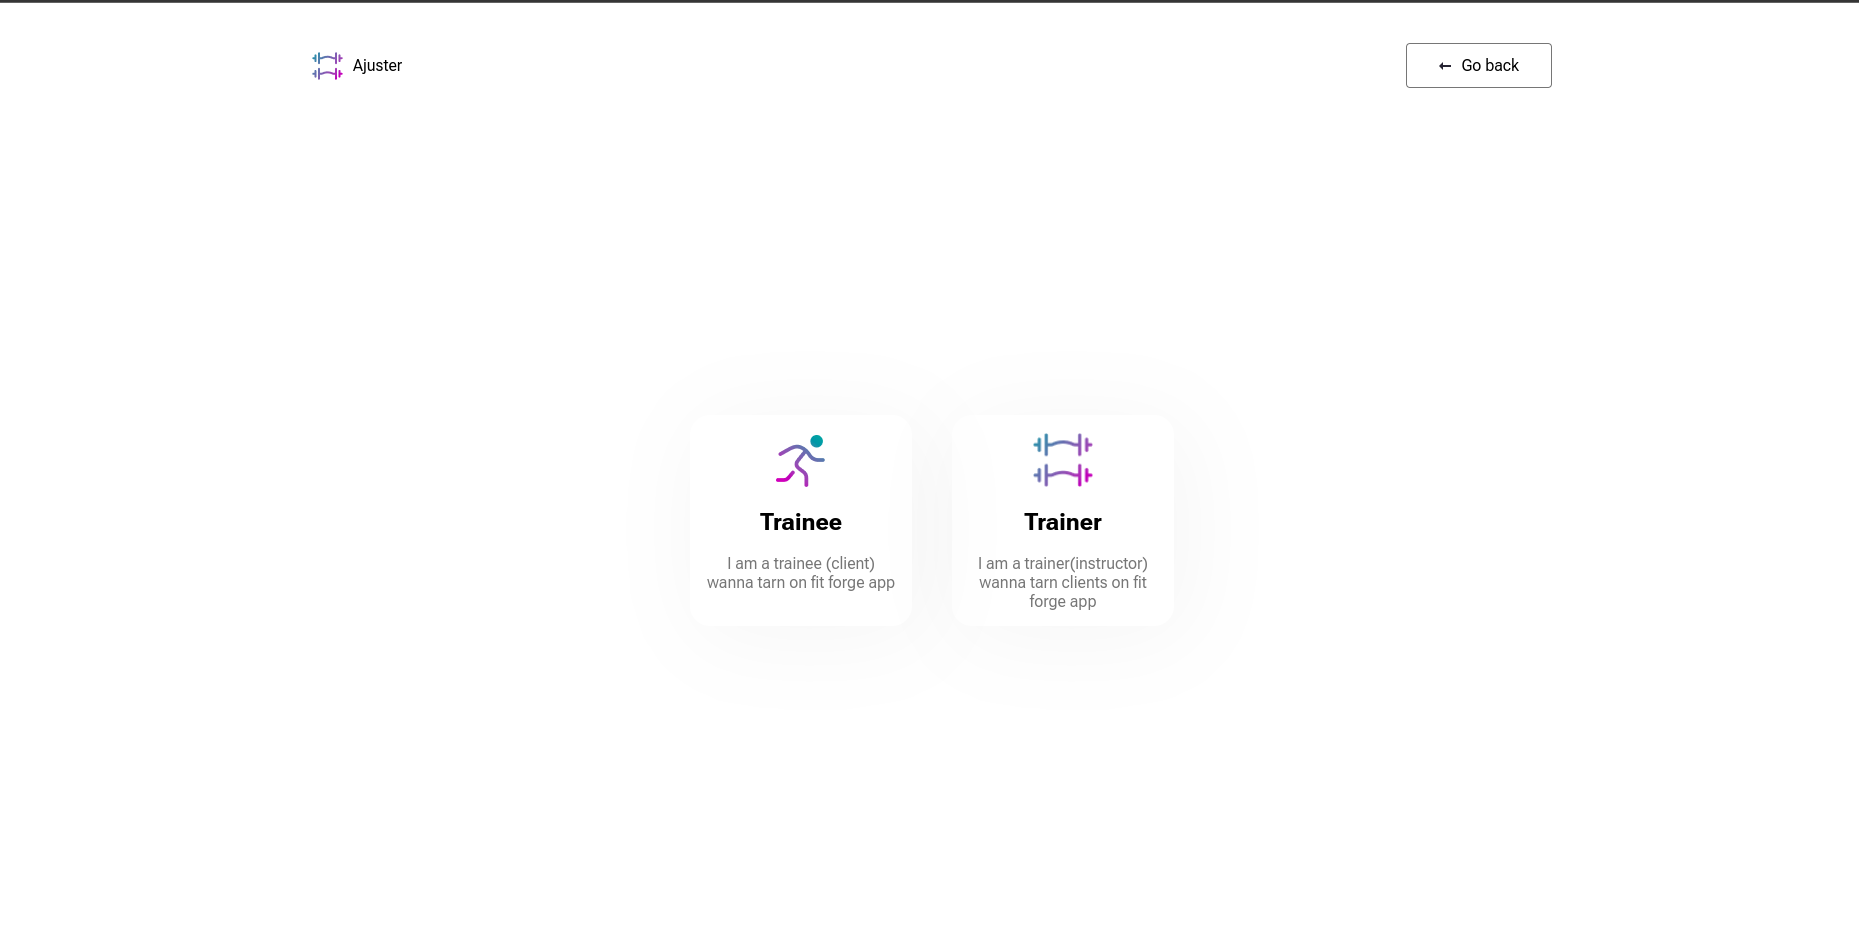 Ajuster
Go back
Trainee
Trainer
I am a trainee (client)
wanna tarn on fit forge app
I am a trainer(instructor)
wanna tarn clients on fit
forge app